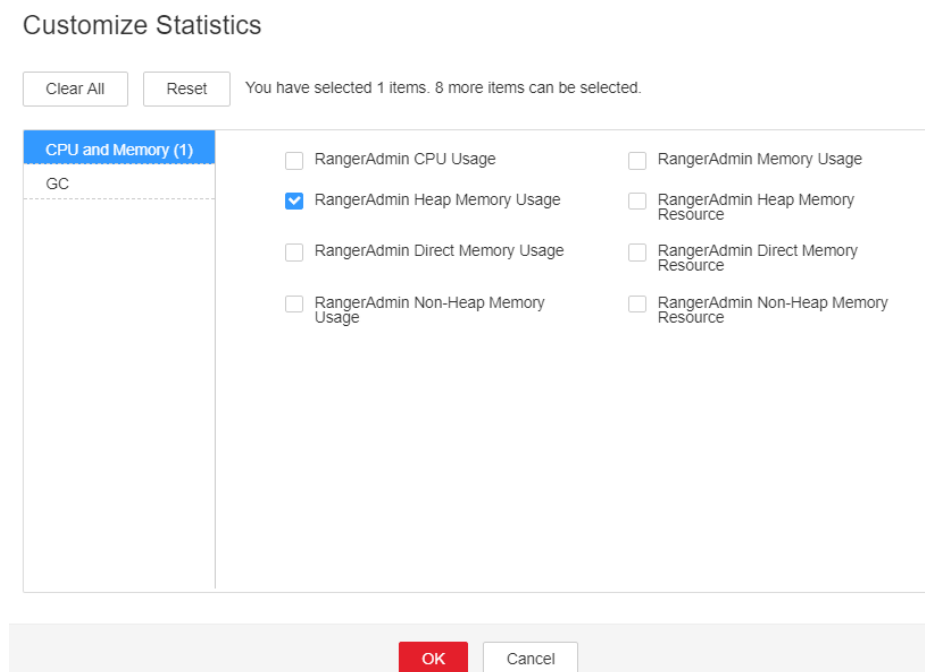 Customize Statistics
Clear All
Reset
You have selected 1 items. 8 more items can be selected.
CPU and Memory (1)
GC
RangerAdmin CPU Usage
RangerAdmin Memory Usage
RangerAdmin Heap Memory Usage
RangerAdmin Heap Memory
Resource
RangerAdmin Direct Memory Usage
RangerAdmin Direct Memory
Resource
RangerAdmin Non-Heap Memory
Usage
RangerAdmin Non-Heap Memory
Resource
OK
Cancel